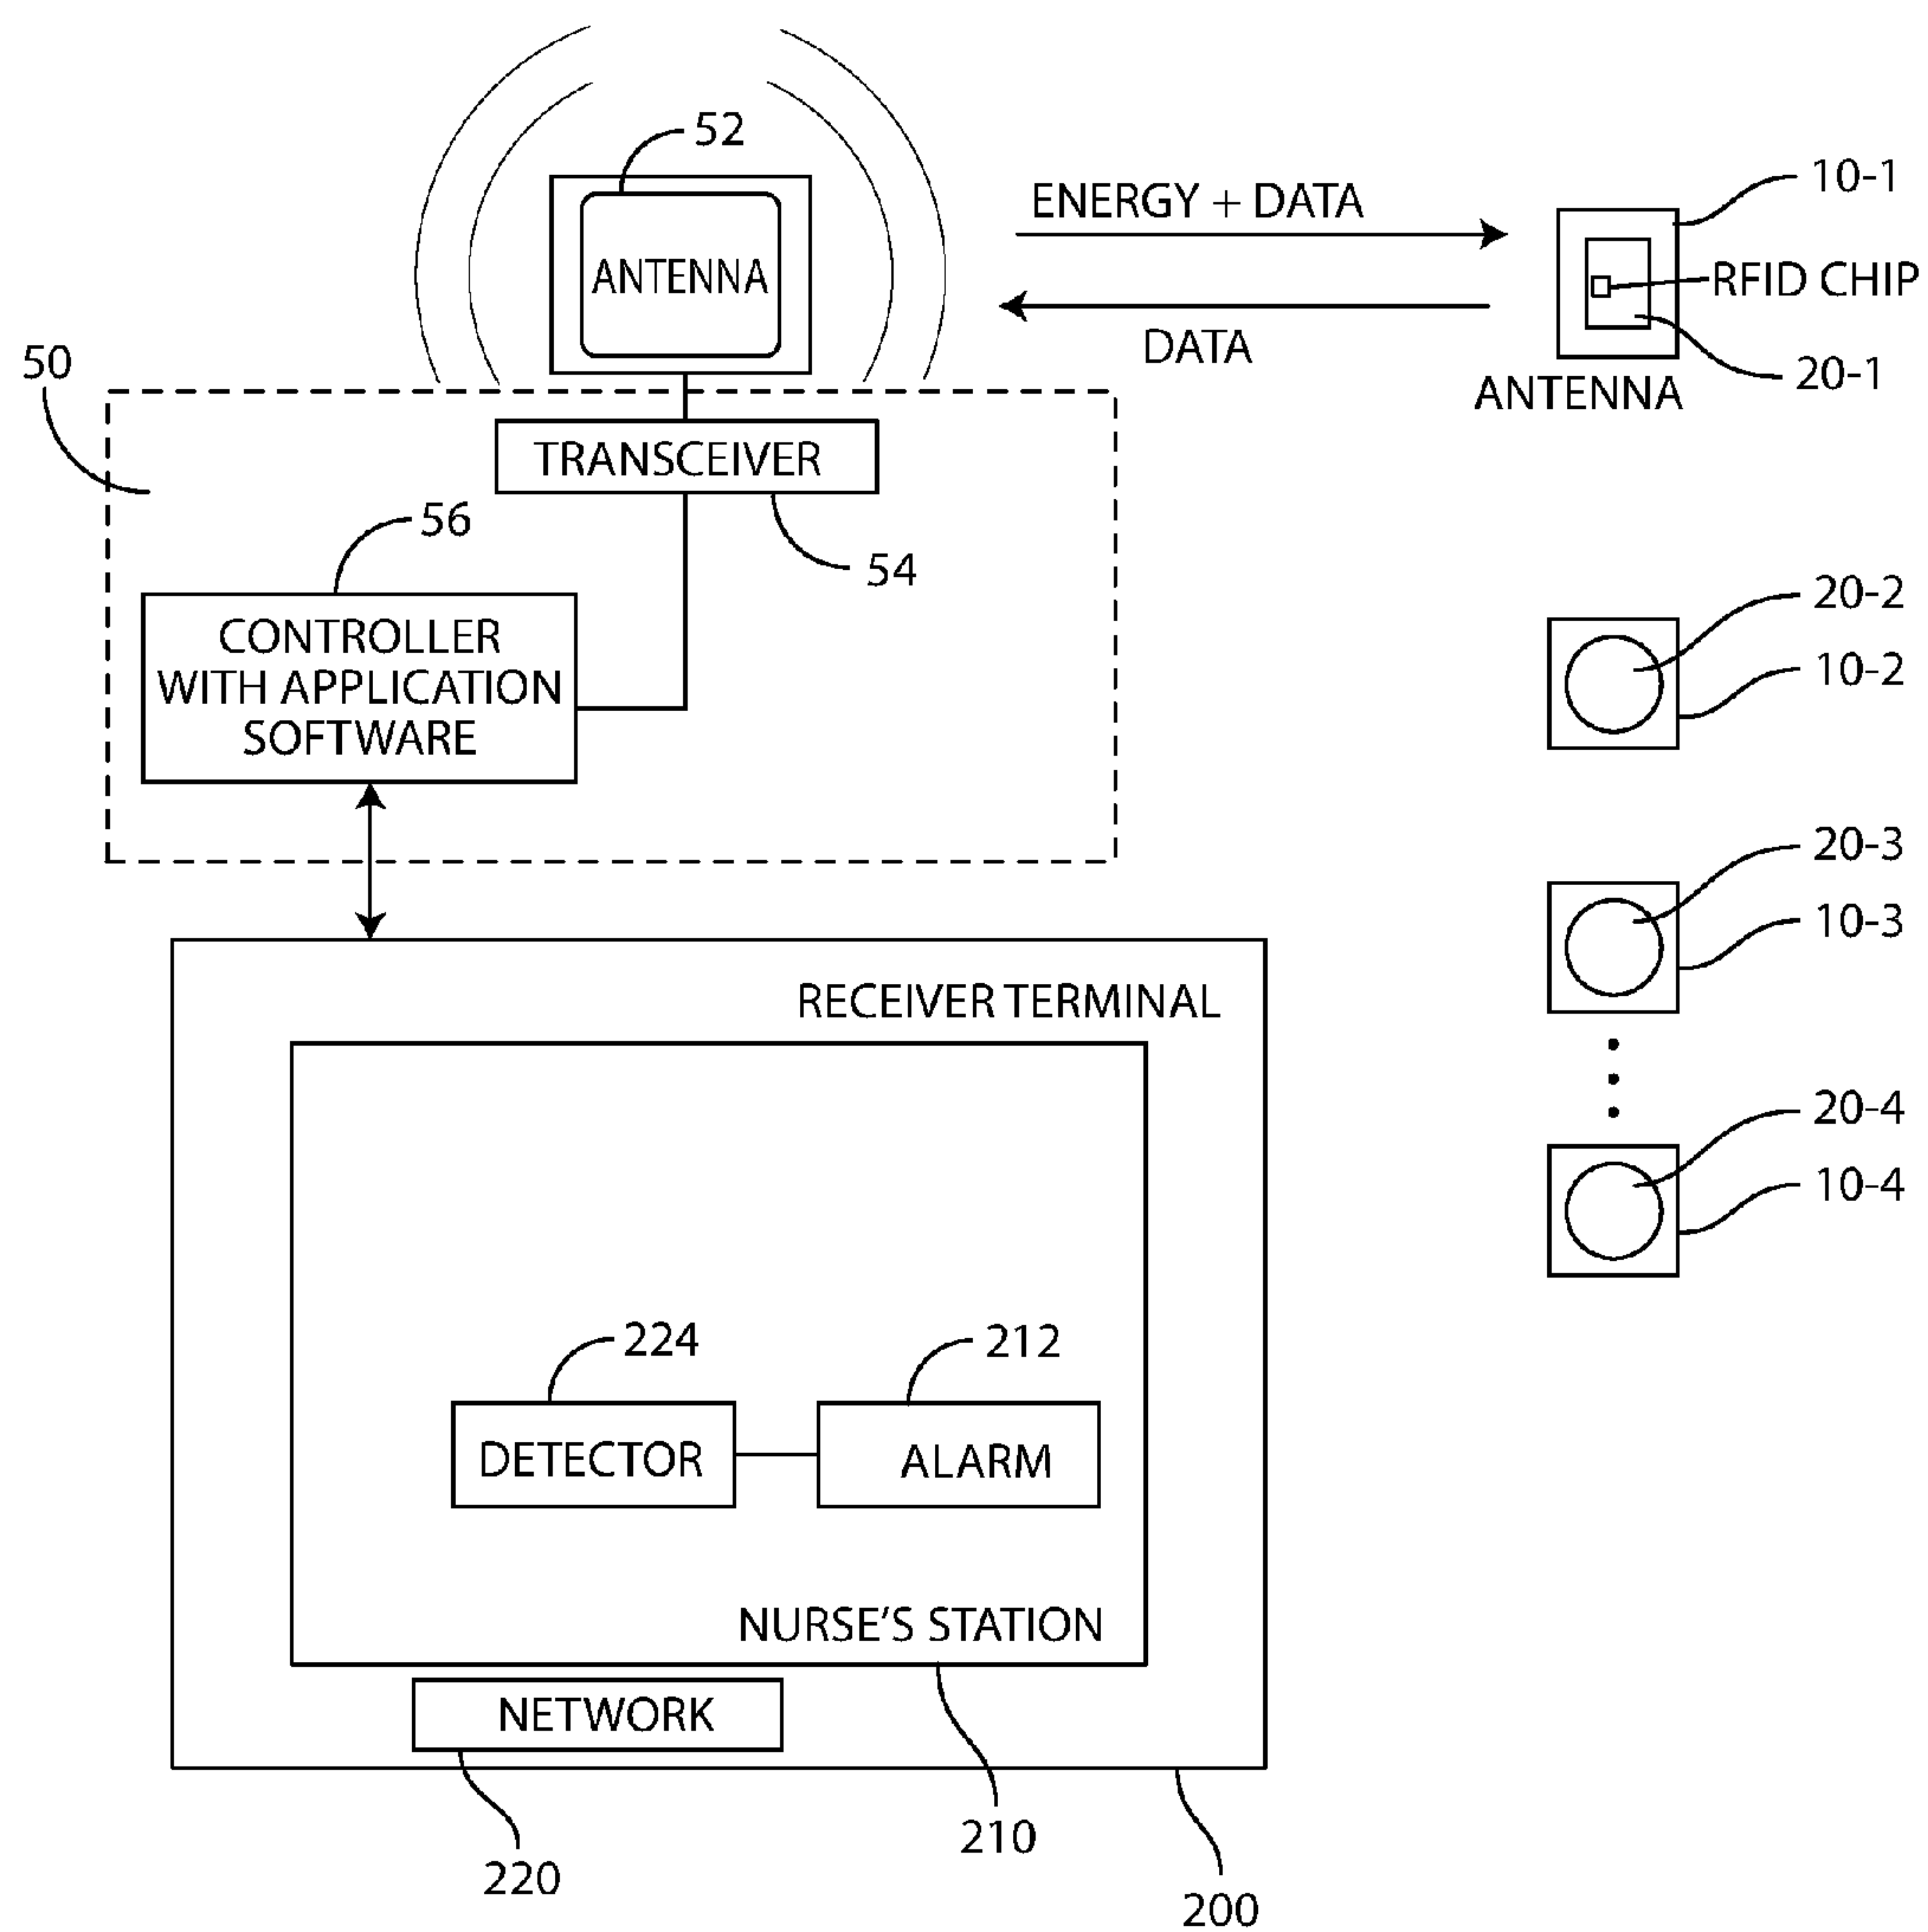 52
ANTENNA
ENERGY + DATA
DATA
10-1
RFID CHIP
20-1
ANTENNA
50
TRANSCEIVER
54
56
CONTROLLER
WITH APPLICATION
SOFTWARE
20-2
10-2
20-3
10-3
20-4
10-4
RECEIVER TERMINAL
224
212
DETECTOR
ALARM
NURSE'S STATION
NETWORK
210
220
200